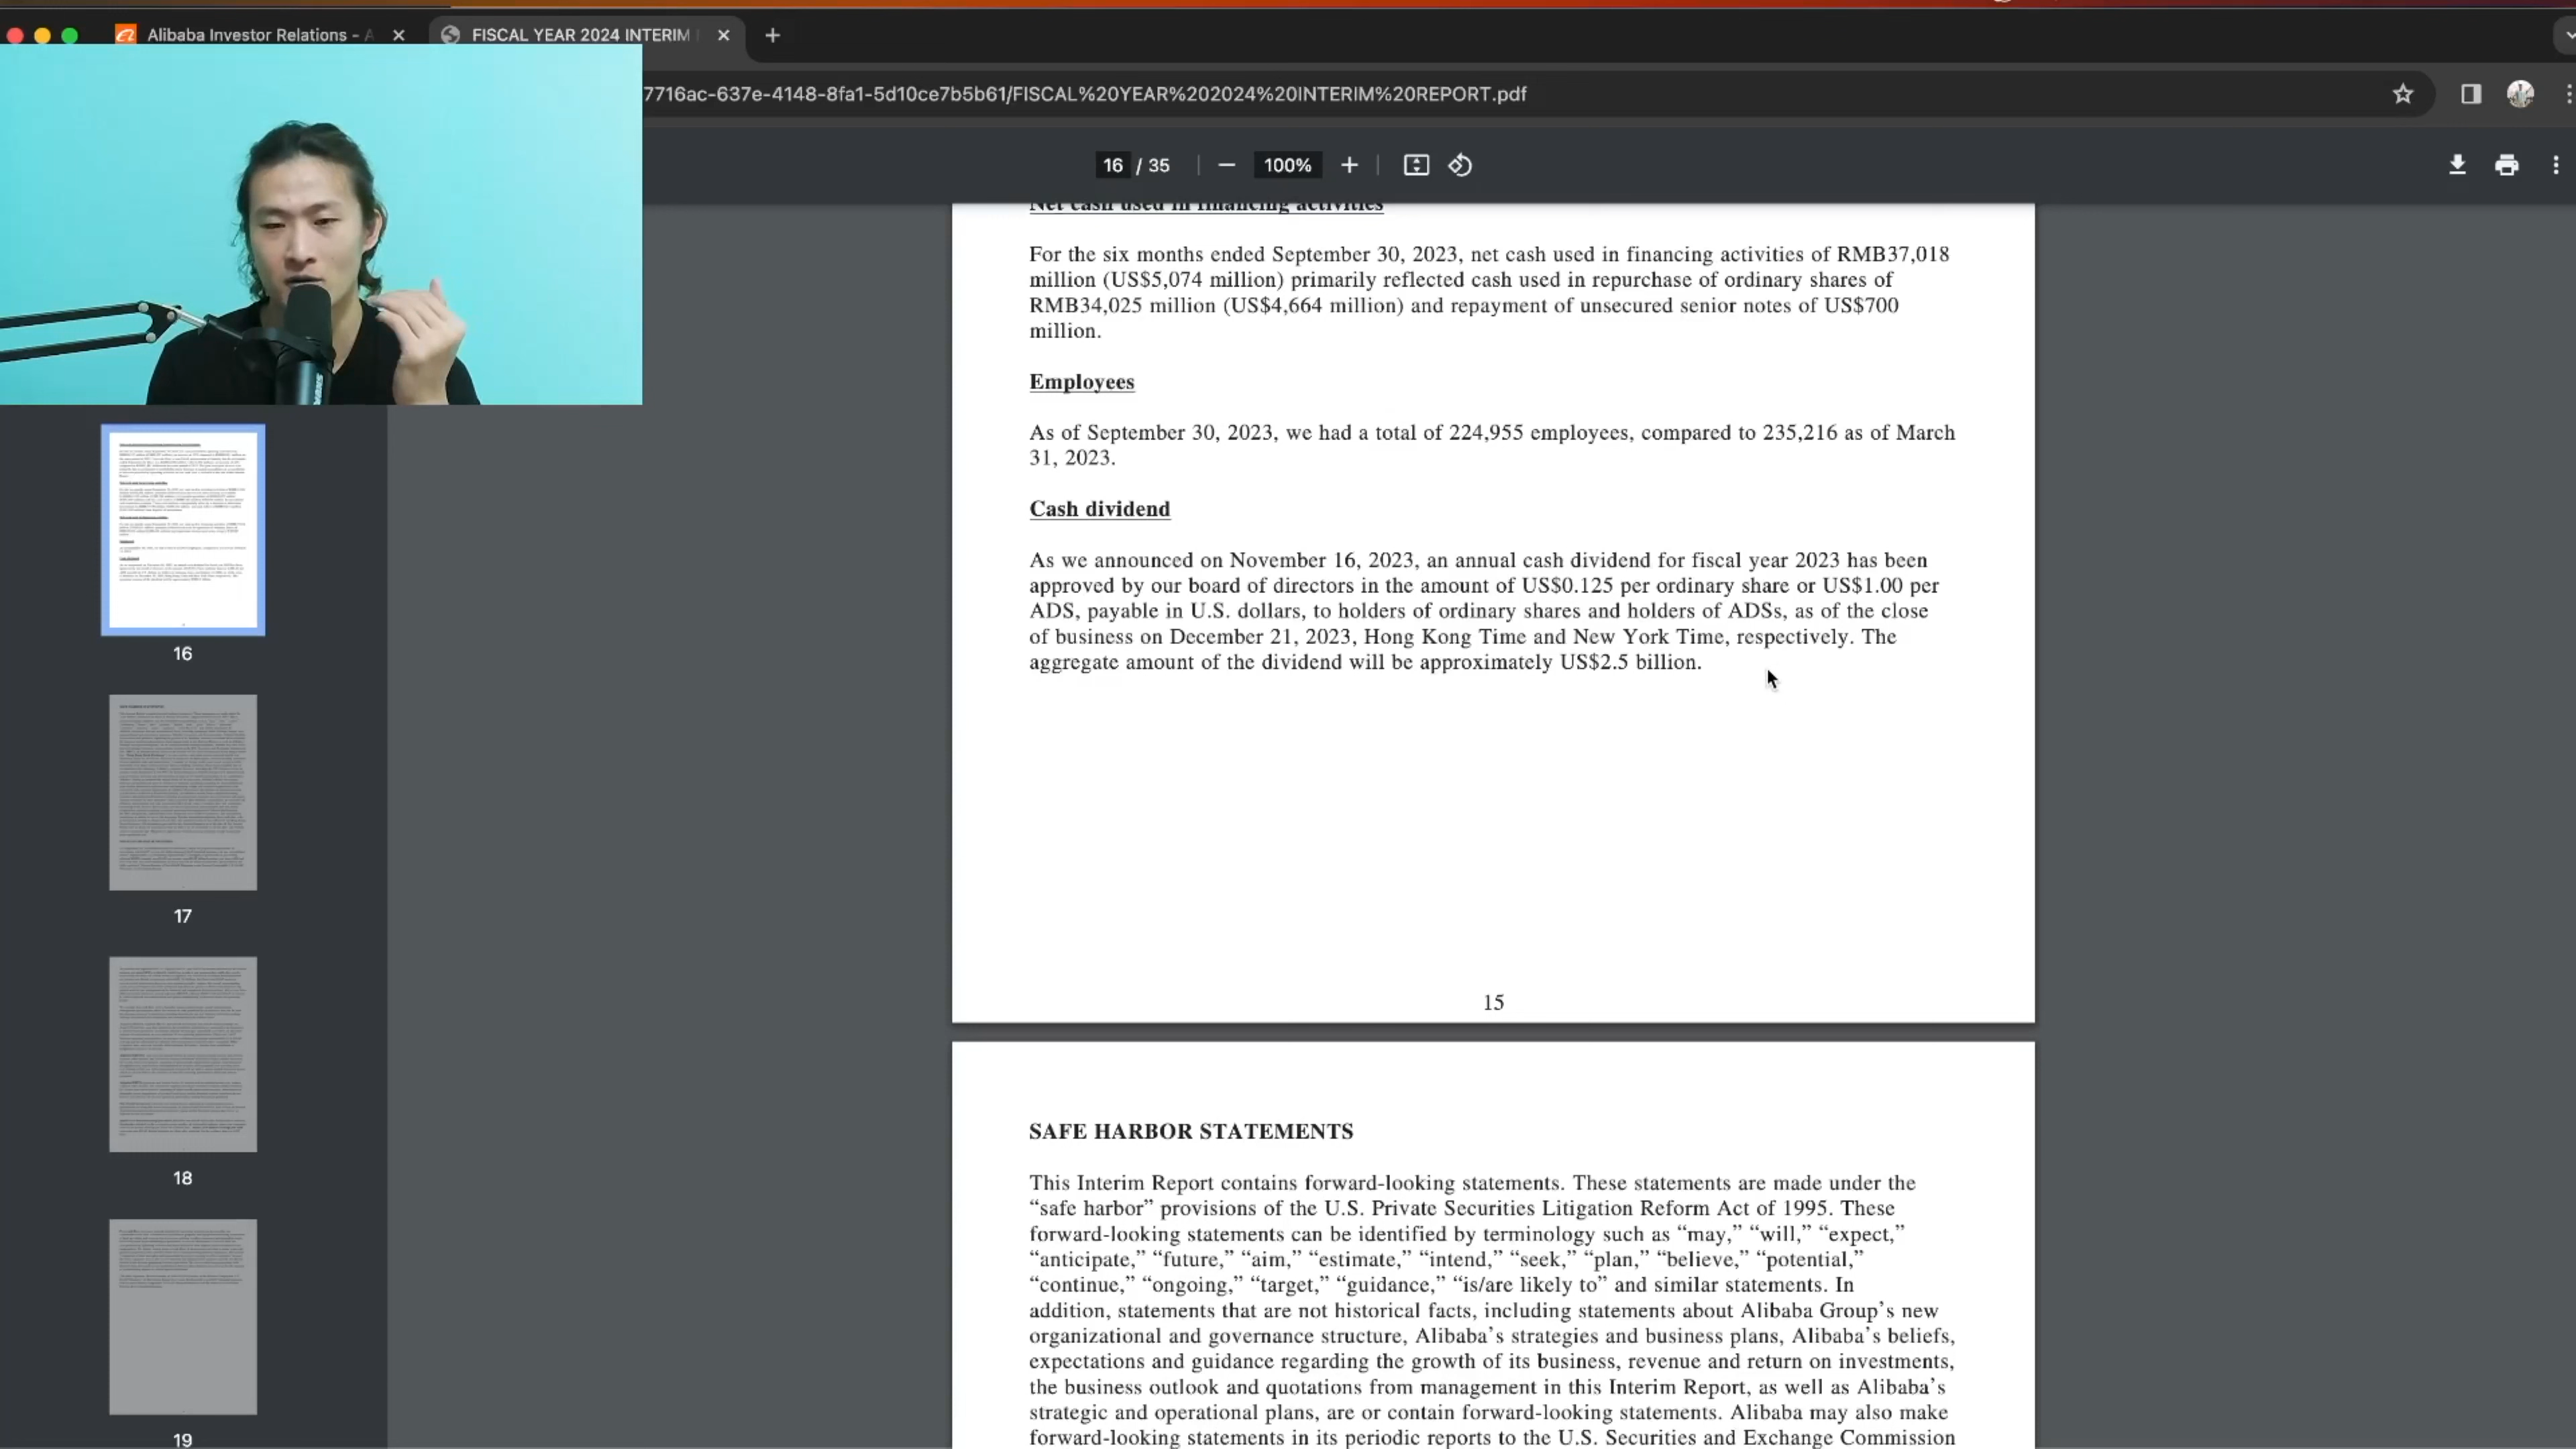 Alibaba Investor Relations - A
FISCAL YEAR 2024 INTERIM
7716ac-637e-4148-8fa1-5d10ce7b5b61/FISCAL%20YEAR%202024%20INTERIM%20REPORT.pdf
16 / 35
100%
Net cash used in financing activities
For the six months ended September 30, 2023, net cash used in financing activities of RMB37,018
million (US$5,074 million) primarily reflected cash used in repurchase of ordinary shares of
RMB34,025 million (US$4,664 million) and repayment of unsecured senior notes of US$700
million.
Employees
As of September 30, 2023, we had a total of 224,955 employees, compared to 235,216 as of March
31, 2023.
Cash dividend
As we announced on November 16, 2023, an annual cash dividend for fiscal year 2023 has been
approved by our board of directors in the amount of US$0.125 per ordinary share or US$1.00 per
ADS, payable in U.S. dollars, to holders of ordinary shares and holders of ADSs, as of the close
of business on December 21, 2023, Hong Kong Time and New York Time, respectively. The
aggregate amount of the dividend will be approximately US$2.5 billion.
15
SAFE HARBOR STATEMENTS
This Interim Report contains forward-looking statements. These statements are made under the
“safe harbor” provisions of the U.S. Private Securities Litigation Reform Act of 1995. These
forward-looking statements can be identified by terminology such as “may,” “will,” “expect,”
“anticipate,” “future,” “aim,” “estimate,” “intend,” “seek,” “plan,” “believe,” “potential,”
“continue,” “ongoing,” “target,” “guidance,” “is/are likely to” and similar statements. In
addition, statements that are not historical facts, including statements about Alibaba Group’s new
organizational and governance structure, Alibaba’s strategies and business plans, Alibaba’s beliefs,
expectations and guidance regarding the growth of its business, revenue and return on investments,
the business outlook and quotations from management in this Interim Report, as well as Alibaba’s
strategic and operational plans, are or contain forward-looking statements. Alibaba may also make
forward-looking statements in its periodic reports to the U.S. Securities and Exchange Commission
16
17
18
19